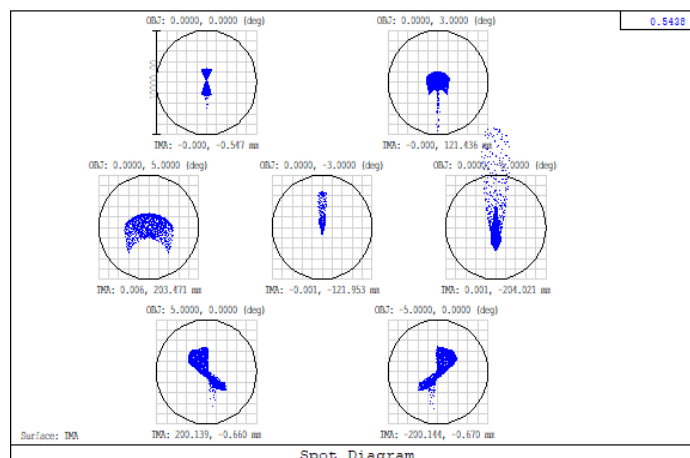 OBJ: 0.0000, 0.0000 (deg)
OBJ: 0.0000, 3.0000 (deg)
0.5438
IMA: -0.000, -0.547 mm
IMA: -0.000, 121.436 mm
OBJ: 0.0000, 5.0000 (deg)
OBJ: 0.0000, -3.0000 (deg)
OBJ: 0.0000, (deg)
IMA: 0.006, 203.471 mm
IMA: -0.001, -121.953 mm
IMA: 0.001, -204.021 mm
OBJ: 5.0000, 0.0000 (deg)
OBJ: -5.0000, 0.0000 (deg)
IMA: 200.139, -0.660 mm
IMA: -200.144, -0.670 mm
Surface: IMA
Spot Diagram